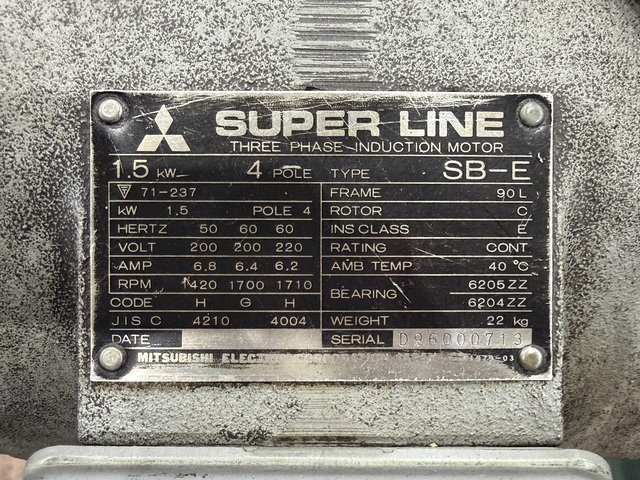 SUPER LINE
THREE PHASE INDUCTION MOTOR
1.5 kW 4 POLE TYPE SB-E
71-237 FRAME 90L
kW 1.5 POLE 4 ROTOR C
HERTZ 50 60 60 INS CLASS E
VOLT 200 200 220 RATING CONT
AMP 6.8 6.4 6.2 AMB TEMP 40 °C
RPM 1420 1700 1710 BEARING 6205ZZ
CODE H G H 6204ZZ
JIS C 4210 4004 WEIGHT 22 kg
DATE SERIAL D96000713
MITSUBISHI